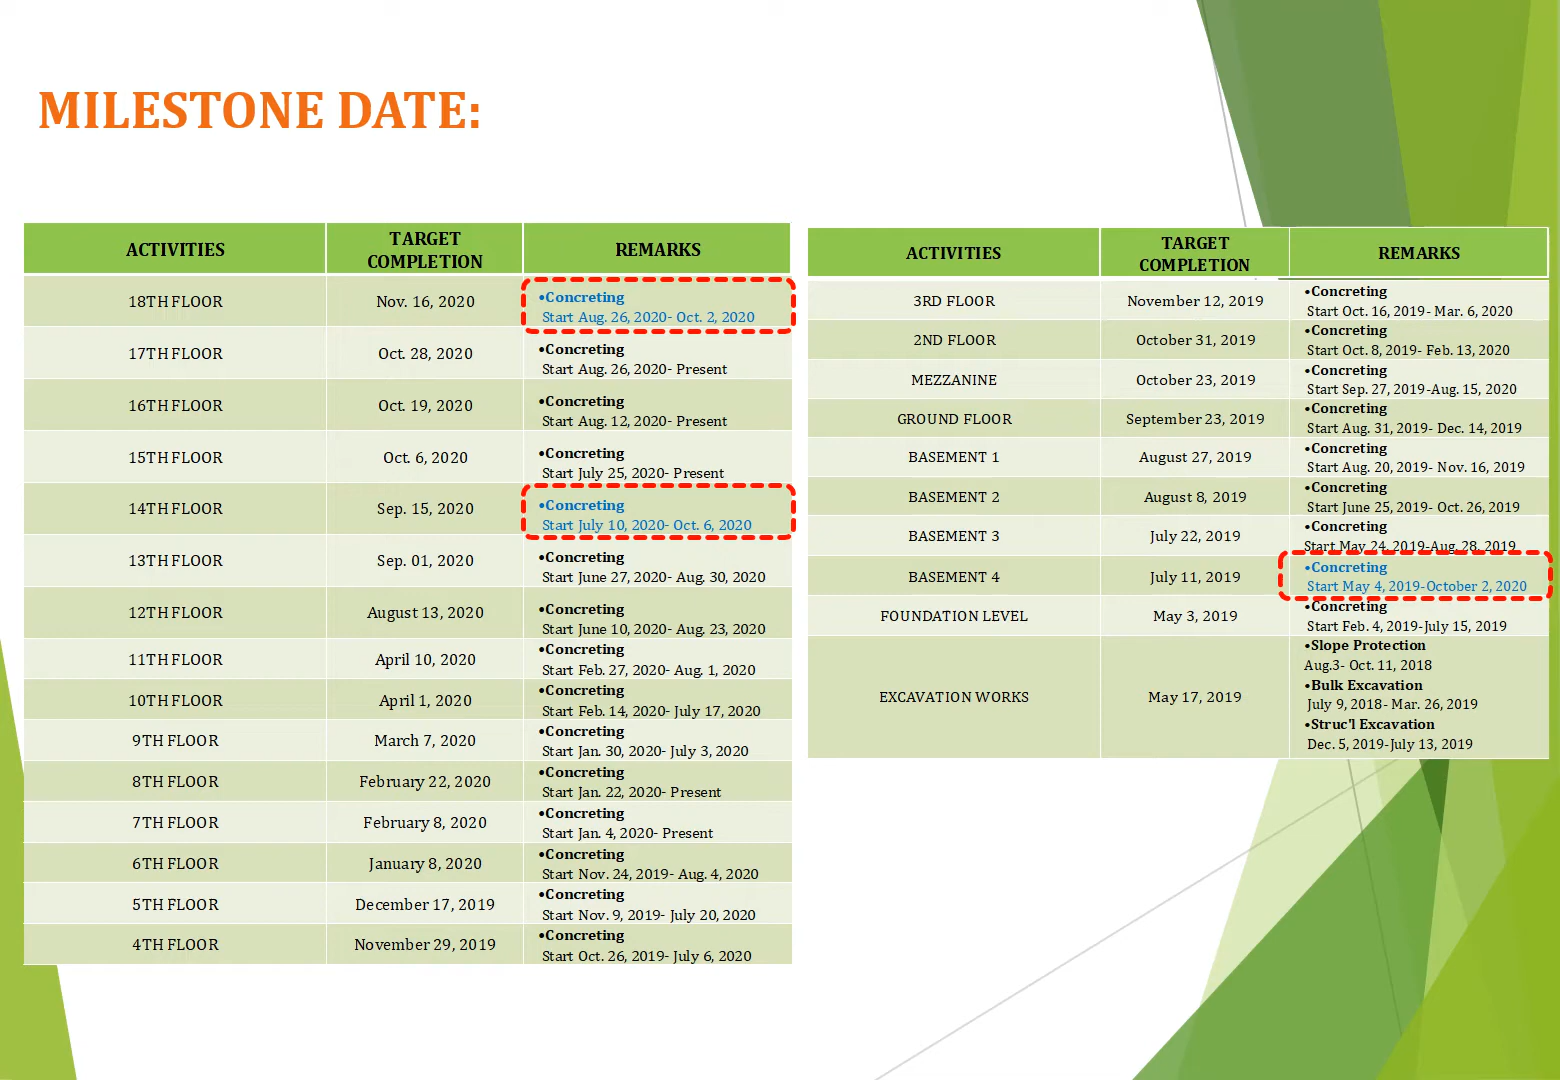 MILESTONE DATE:
ACTIVITIES
TARGET
COMPLETION
REMARKS
18TH FLOOR
Nov. 16, 2020
•Concreting
Start Aug. 26, 2020- Oct. 2, 2020
17TH FLOOR
Oct. 28, 2020
•Concreting
Start Aug. 26, 2020- Present
16TH FLOOR
Oct. 19, 2020
•Concreting
Start Aug. 12, 2020- Present
15TH FLOOR
Oct. 6, 2020
•Concreting
Start July 25, 2020- Present
14TH FLOOR
Sep. 15, 2020
•Concreting
Start July 10, 2020- Oct. 6, 2020
13TH FLOOR
Sep. 01, 2020
•Concreting
Start June 27, 2020- Aug. 30, 2020
12TH FLOOR
August 13, 2020
•Concreting
Start June 10, 2020- Aug. 23, 2020
11TH FLOOR
April 10, 2020
•Concreting
Start Feb. 27, 2020- Aug. 1, 2020
10TH FLOOR
April 1, 2020
•Concreting
Start Feb. 14, 2020- July 17, 2020
9TH FLOOR
March 7, 2020
•Concreting
Start Jan. 30, 2020- July 3, 2020
8TH FLOOR
February 22, 2020
•Concreting
Start Jan. 22, 2020- Present
7TH FLOOR
February 8, 2020
•Concreting
Start Jan. 4, 2020- Present
6TH FLOOR
January 8, 2020
•Concreting
Start Nov. 24, 2019- Aug. 4, 2020
5TH FLOOR
December 17, 2019
•Concreting
Start Nov. 9, 2019- July 20, 2020
4TH FLOOR
November 29, 2019
•Concreting
Start Oct. 26, 2019- July 6, 2020
ACTIVITIES
TARGET
COMPLETION
REMARKS
3RD FLOOR
November 12, 2019
•Concreting
Start Oct. 16, 2019- Mar. 6, 2020
2ND FLOOR
October 31, 2019
•Concreting
Start Oct. 8, 2019- Feb. 13, 2020
MEZZANINE
October 23, 2019
•Concreting
Start Sep. 27, 2019-Aug. 15, 2020
GROUND FLOOR
September 23, 2019
•Concreting
Start Aug. 31, 2019- Dec. 14, 2019
BASEMENT 1
August 27, 2019
•Concreting
Start Aug. 20, 2019- Nov. 16, 2019
BASEMENT 2
August 8, 2019
•Concreting
Start June 25, 2019- Oct. 26, 2019
BASEMENT 3
July 22, 2019
•Concreting
Start May 24, 2019-Aug. 28, 2019
BASEMENT 4
July 11, 2019
•Concreting
Start May 4, 2019-October 2, 2020
FOUNDATION LEVEL
May 3, 2019
•Concreting
Start Feb. 4, 2019-July 15, 2019
EXCAVATION WORKS
May 17, 2019
•Slope Protection
Aug.3- Oct. 11, 2018
•Bulk Excavation
July 9, 2018- Mar. 26, 2019
•Struc'l Excavation
Dec. 5, 2019-July 13, 2019